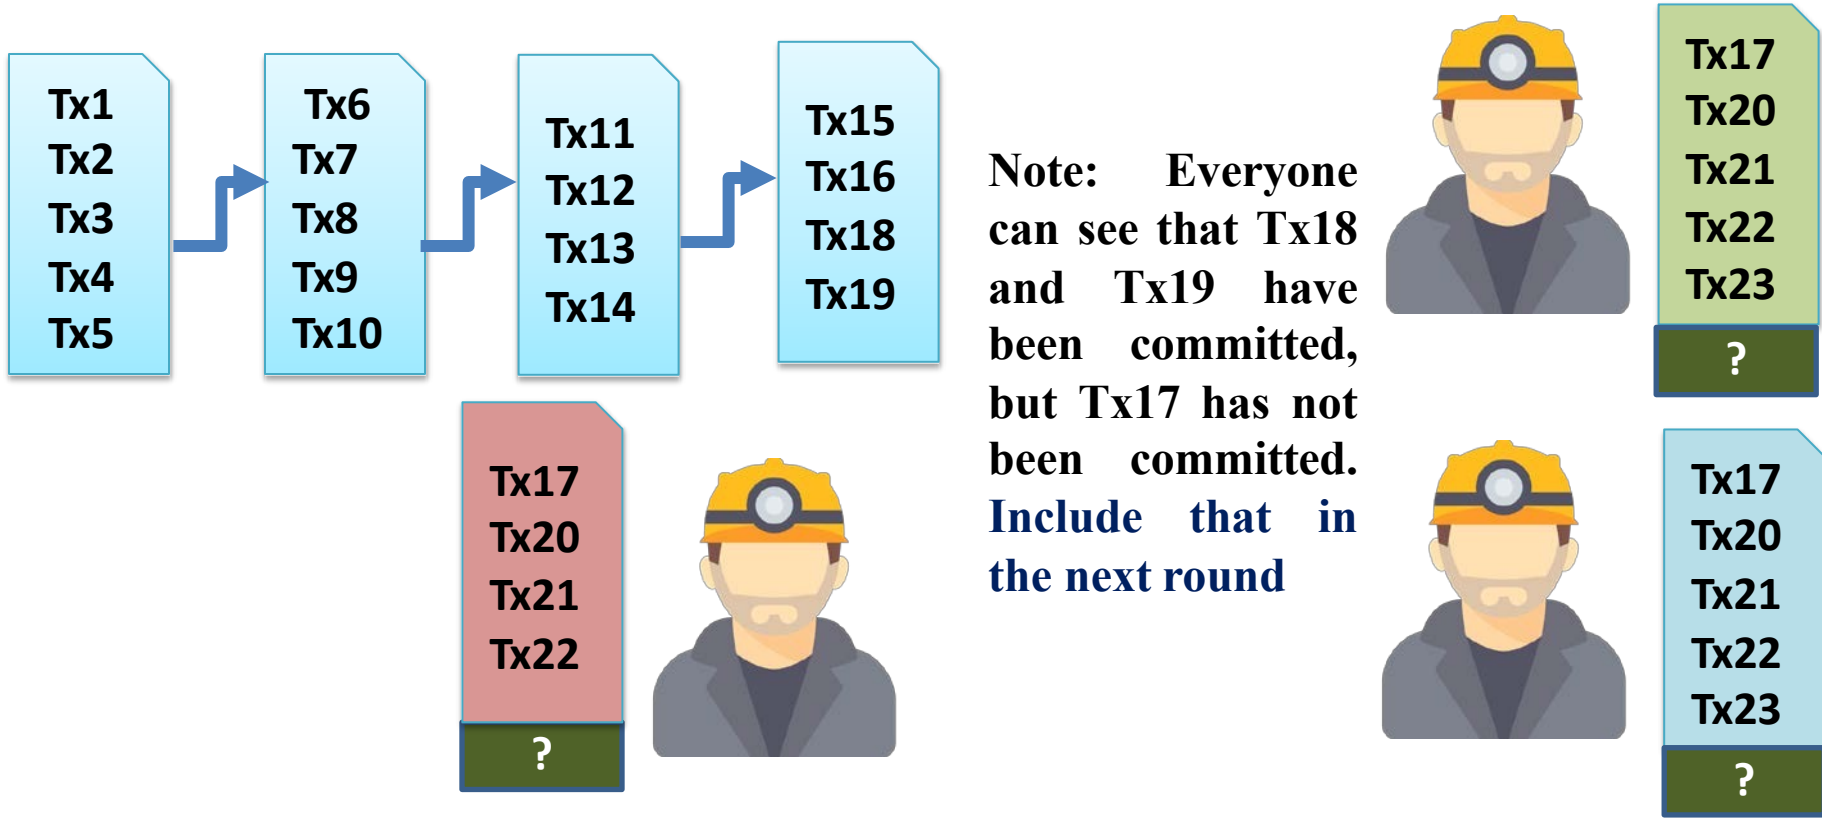 Tx1
Tx2
Tx3
Tx4
Tx5
Tx6
Tx7
Tx8
Tx9
Tx10
Tx11
Tx12
Tx13
Tx14
Tx15
Tx16
Tx18
Tx19
Note: Everyone
can see that Tx18
and Tx19 have
been committed,
but Tx17 has not
been committed.
Include that in
the next round
Tx17
Tx20
Tx21
Tx22
Tx23
?
Tx17
Tx20
Tx21
Tx22
?
Tx17
Tx20
Tx21
Tx22
Tx23
?